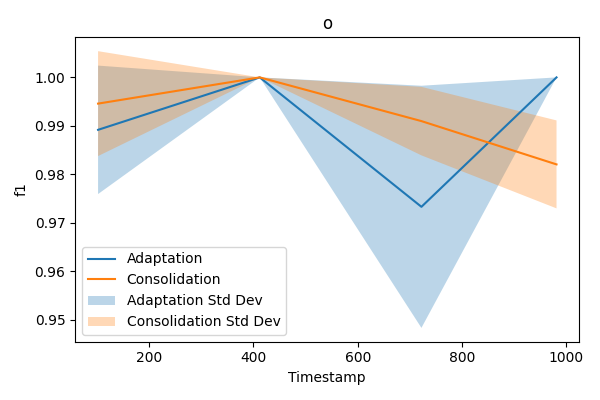 o
f1
1.00
0.99
0.98
0.97
0.96
0.95
Adaptation
Consolidation
Adaptation Std Dev
Consolidation Std Dev
200
400
600
800
1000
Timestamp